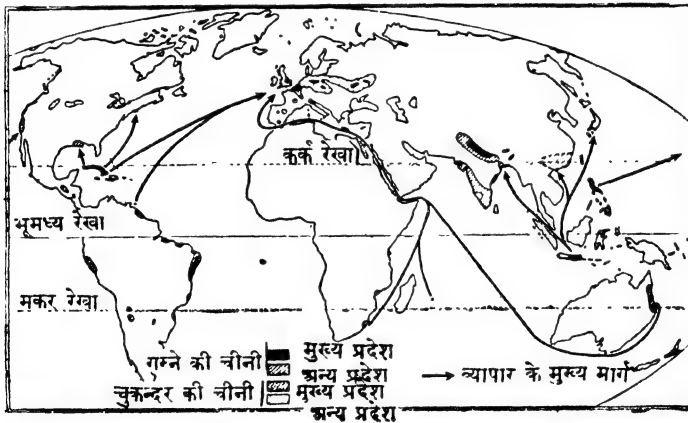 कर्क रेखा
भूमध्य रेखा
मकर रेखा
गन्ने की चीनी
मुख्य प्रदेश
अन्य प्रदेश
चुकन्दर की चीनी
मुख्य प्रदेश
अन्य प्रदेश
व्यापार के मुख्य मार्ग